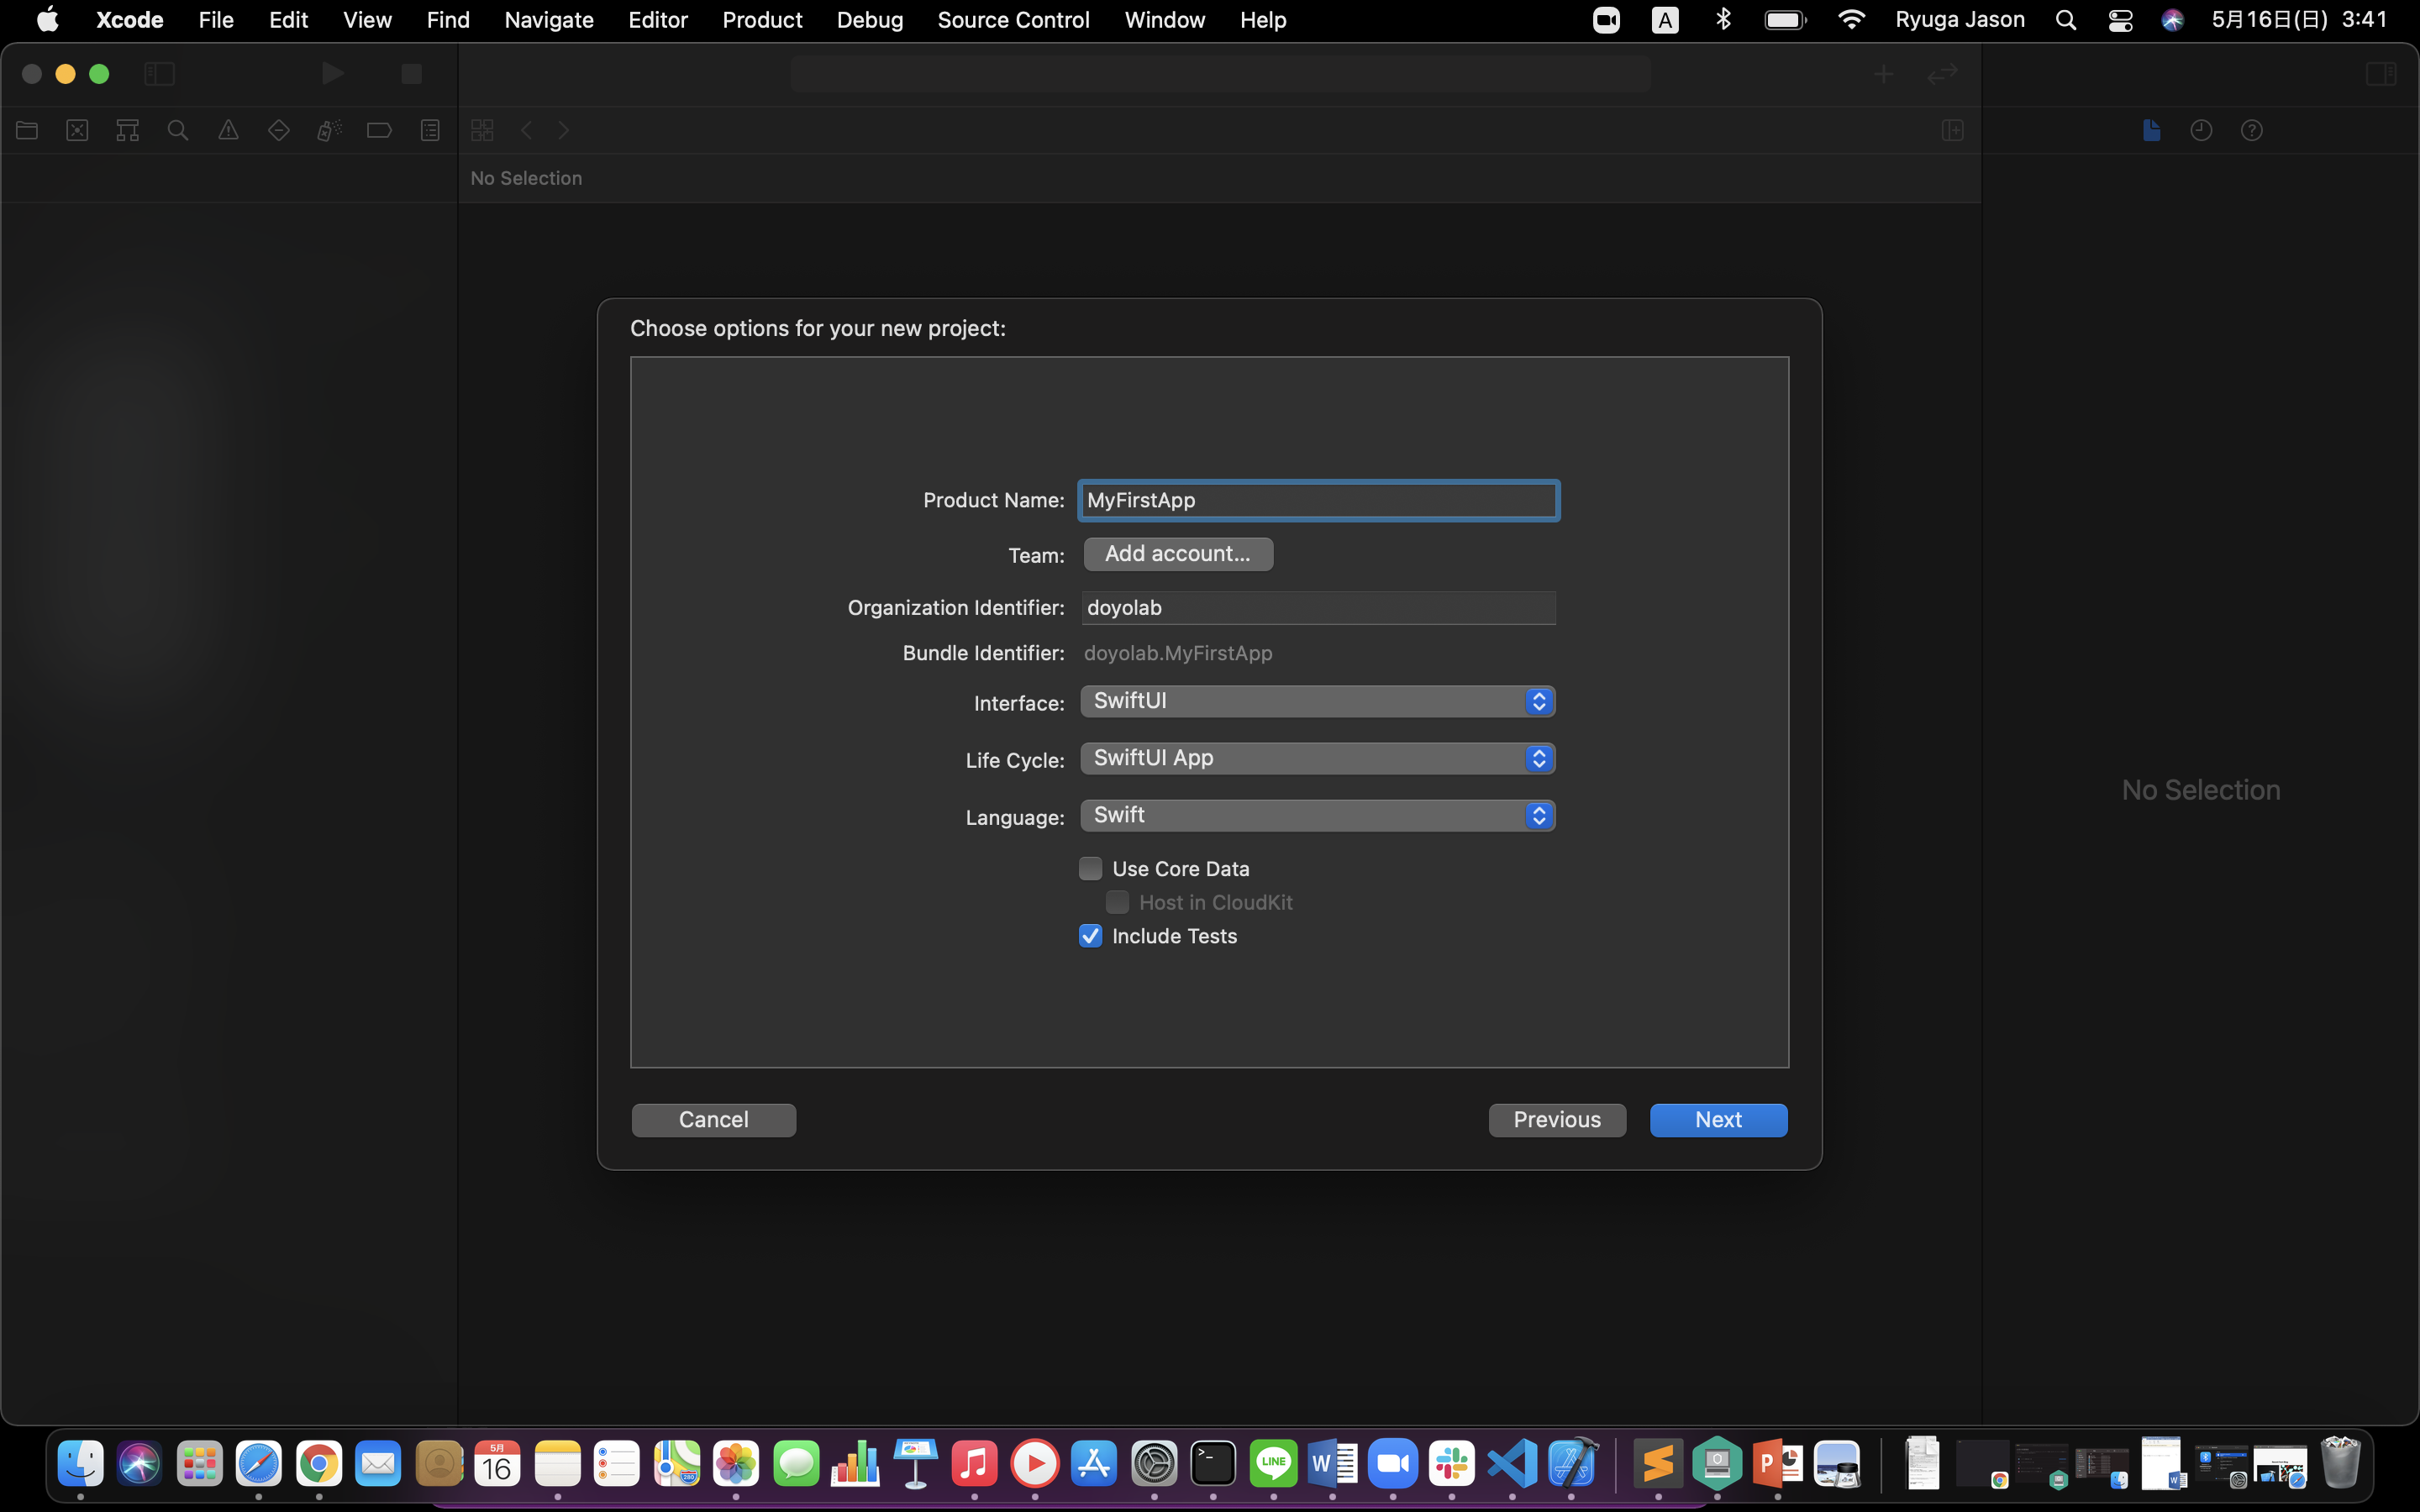 Xcode File Edit View Find Navigate Editor Product Debug Source Control Window Help A Ryuga Jason 5月16日(日) 3:41
No Selection
Choose options for your new project:
Product Name: MyFirstApp
Team: Add account...
Organization Identifier: doyolab
Bundle Identifier: doyolab.MyFirstApp
Interface: SwiftUI
Life Cycle: SwiftUI App
No Selection
Language: Swift
Use Core Data
Host in CloudKit
Include Tests
Cancel Previous Next
5月
16
280
>_
LINE
W
O
P
W